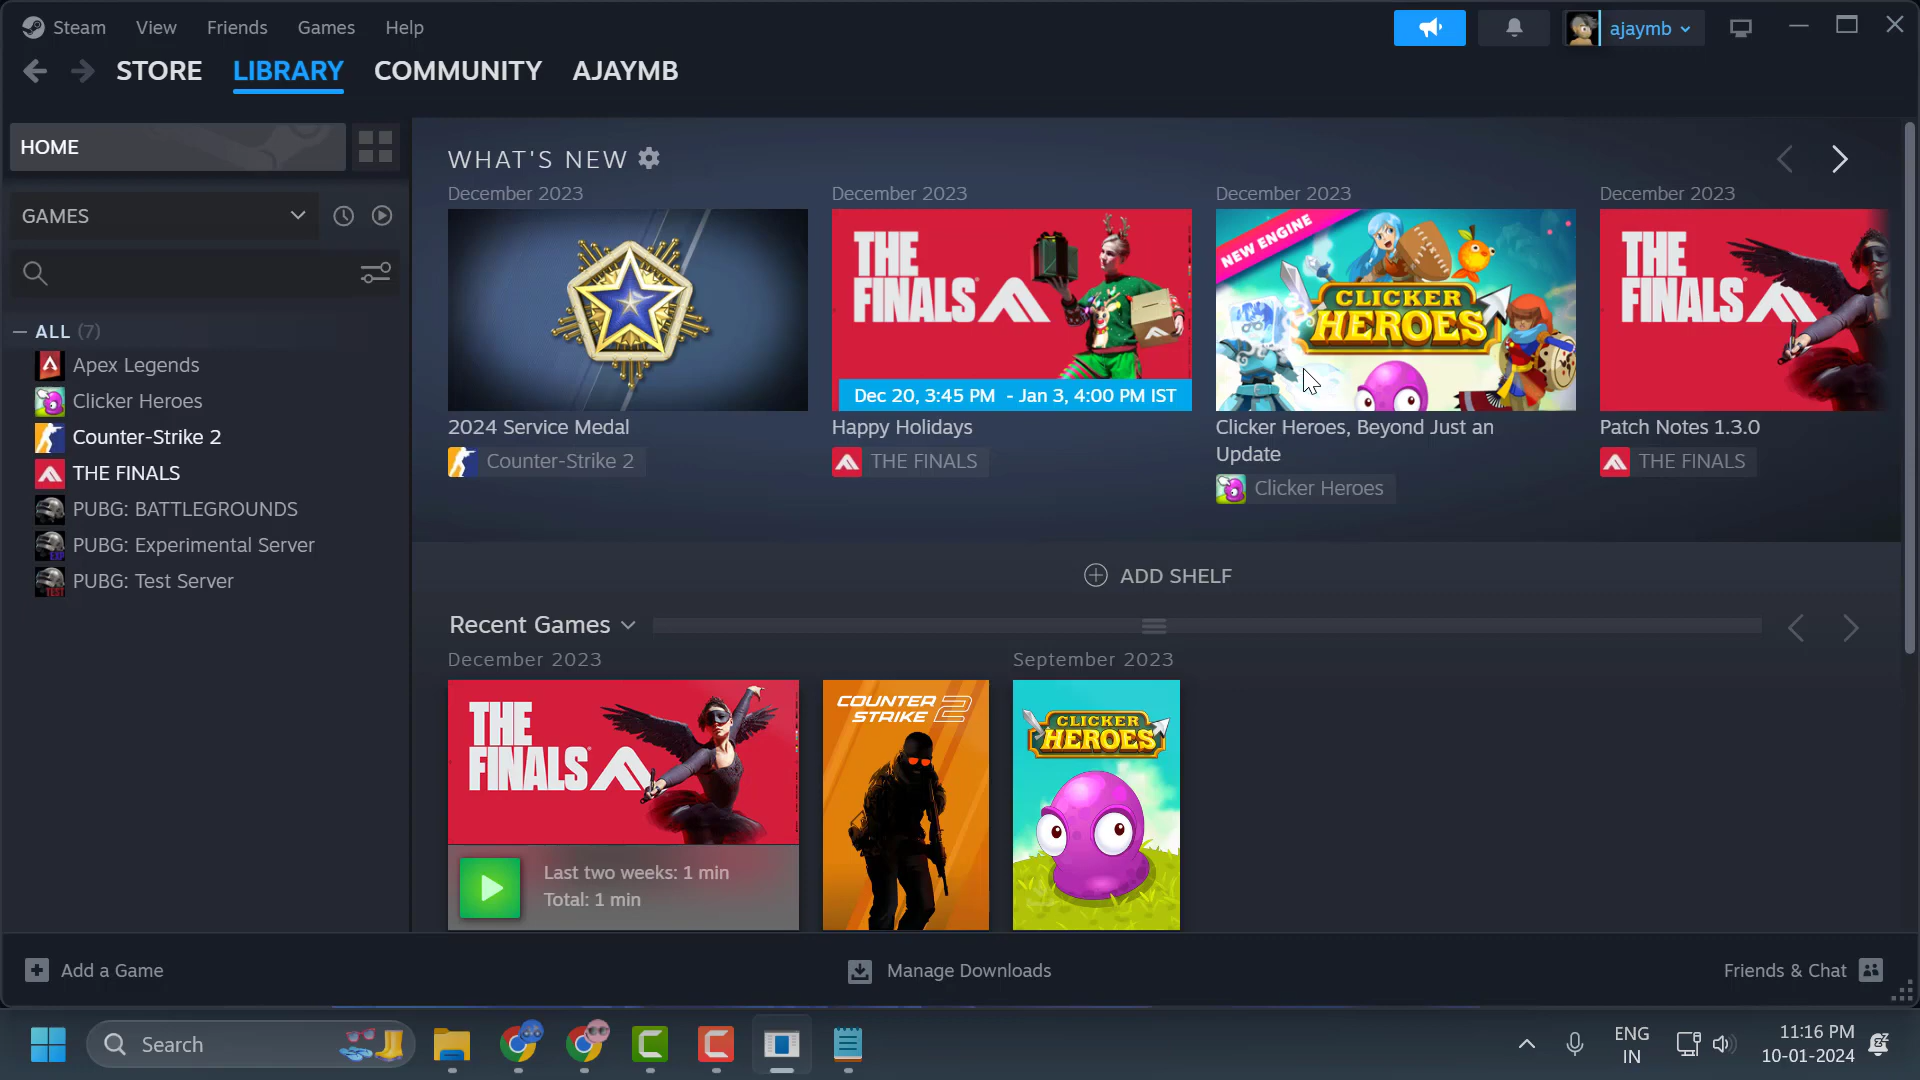 Steam View Friends Games Help
ajaymb
STORE LIBRARY COMMUNITY AJAYMB
HOME
GAMES
ALL (7)
Apex Legends
Clicker Heroes
Counter-Strike 2
THE FINALS
PUBG: BATTLEGROUNDS
PUBG: Experimental Server
PUBG: Test Server
WHAT'S NEW
December 2023
2024 Service Medal
Counter-Strike 2
December 2023
THE
FINALS
Dec 20, 3:45 PM - Jan 3, 4:00 PM IST
Happy Holidays
THE FINALS
December 2023
NEW ENGINE
CLICKER
HEROES
Clicker Heroes, Beyond Just an
Update
Clicker Heroes
December 2023
THE
FINALS
Patch Notes 1.3.0
THE FINALS
ADD SHELF
Recent Games
December 2023
THE
FINALS
Last two weeks: 1 min
Total: 1 min
COUNTER
STRIKE 2
September 2023
CLICKER
HEROES
Add a Game
Manage Downloads
Friends & Chat
Search
ENG
IN
11:16 PM
10-01-2024